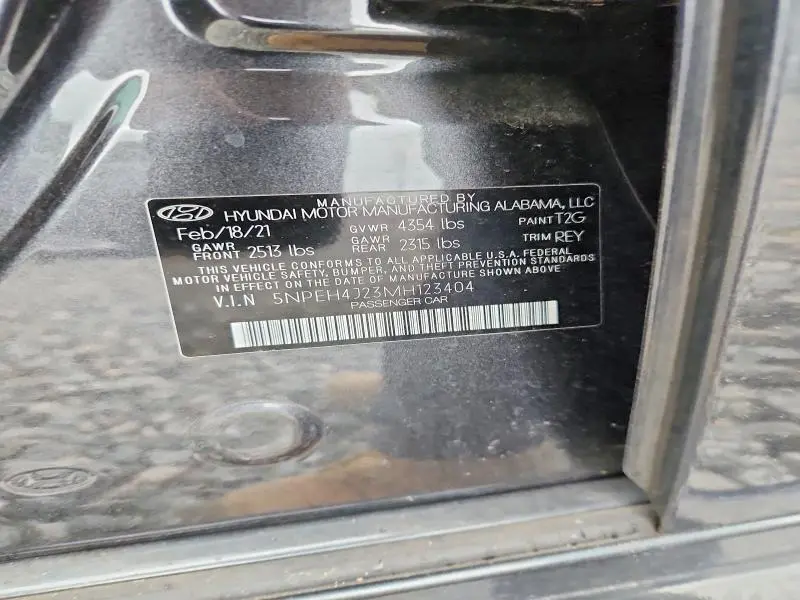 MANUFACTURED BY
HYUNDAI MOTOR MANUFACTURING ALABAMA, LLC
Feb/18/21 GVWR 4354 lbs PAINT T2G
GAWR FRONT 2513 lbs GAWR REAR 2315 lbs TRIM REY
THIS VEHICLE CONFORMS TO ALL APPLICABLE U.S.A. FEDERAL
MOTOR VEHICLE SAFETY, BUMPER, AND THEFT PREVENTION STANDARDS
IN EFFECT ON THE DATE OF MANUFACTURE SHOWN ABOVE.
V.I.N 5NPEH4J23MH123404
PASSENGER CAR